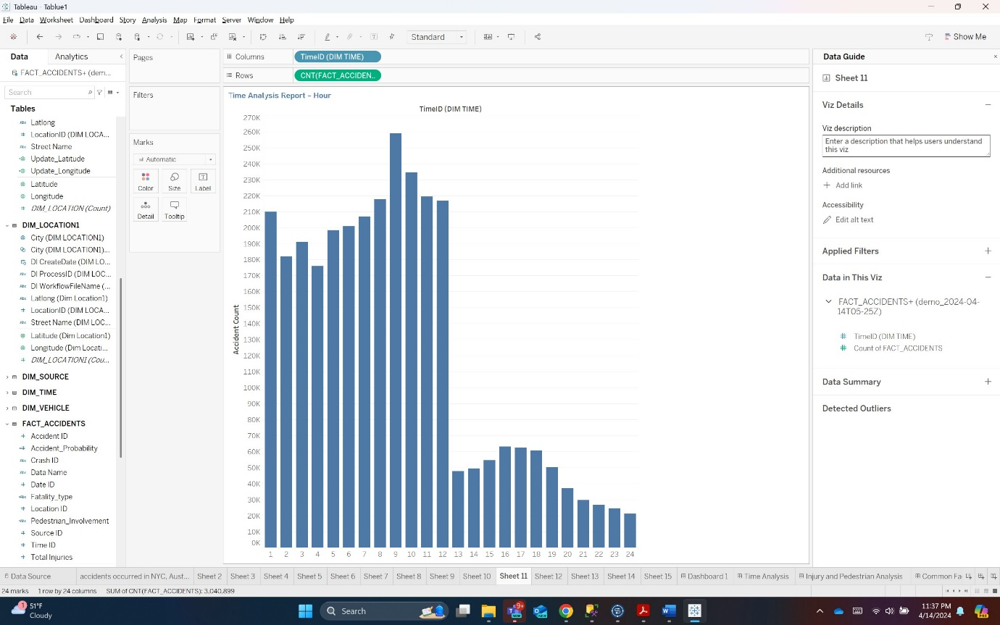 Tableau - Tablue1
File Data Worksheet Dashboard Story Analysis Map Format Server Window Help
Standard
Show Me
Data Analytics
FACT_ACCIDENTS+ (dem...
Search
Tables
Latlong
LocationID (DIM LOCA...
Street Name
Update_Latitude
Update_Longitude
Latitude
Longitude
DIM_LOCATION (Count)
DIM_LOCATION1
City (DIM LOCATION1)
City (DIM LOCATION1)...
DI CreateDate (DIM LO...
DI ProcessID (DIM LOC...
DI WorkflowFileName (...
Latlong (Dim Location1)
LocationID (DIM LOCA...
Street Name (DIM LOC...
Latitude (Dim Location1)
Longitude (Dim Locati...
DIM_LOCATION1 (Cou...
DIM_SOURCE
DIM_TIME
DIM_VEHICLE
FACT_ACCIDENTS
Accident ID
Accident_Probability
Crash ID
Data Name
Date ID
Fatality_type
Location ID
Pedestrian_Involvement
Source ID
Time ID
Total Injuries
Pages
Filters
Marks
Automatic
Color Size Label
Detail Tooltip
Columns TimeID (DIM TIME)
Rows CNT(FACT_ACCIDEN..
Time Analysis Report - Hour
TimeID (DIM TIME)
270K
260K
250K
240K
230K
220K
210K
200K
190K
180K
170K
160K
150K
140K
130K
120K
110K
100K
90K
80K
70K
60K
50K
40K
30K
20K
10K
0K
Accident Count
1 2 3 4 5 6 7 8 9 10 11 12 13 14 15 16 17 18 19 20 21 22 23 24
Data Guide
Sheet 11
Viz Details
Viz description
Enter a description that helps users understand
this viz
Additional resources
Add link
Accessibility
Edit alt text
Applied Filters
Data in This Viz
FACT_ACCIDENTS+ (demo_2024-04-
14T05-25Z)
TimeID (DIM TIME)
Count of FACT_ACCIDENTS
Data Summary
Detected Outliers
Data Source accidents occurred in NYC, Aust... Sheet 2 Sheet 3 Sheet 4 Sheet 5 Sheet 6 Sheet 7 Sheet 8 Sheet 9 Sheet 10 Sheet 11 Sheet 12 Sheet 13 Sheet 14 Sheet 15 Dashboard 1 Time Analysis Injury and Pedestrian Analysis Common Fa
24 marks 1 row by 24 columns SUM of CNT(FACT_ACCIDENTS): 3,040,899
1
51°F
Cloudy
Search
9+
NEW
NEW
11:37 PM
4/14/2024
PRE